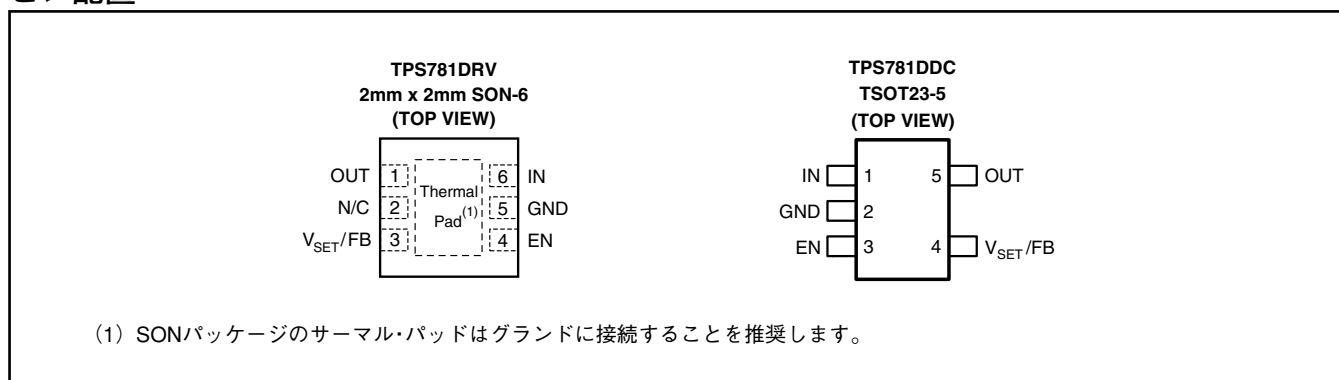 TPS781DRV
2mm x 2mm SON-6
(TOP VIEW)
OUT 1
N/C 2
VSET/FB 3
Thermal
Pad(1)
6 IN
5 GND
4 EN
TPS781DDC
TSOT23-5
(TOP VIEW)
IN 1
GND 2
EN 3
5 OUT
4 VSET/FB
(1) SONパッケージのサーマル・パッドはグランドに接続することを推奨します。